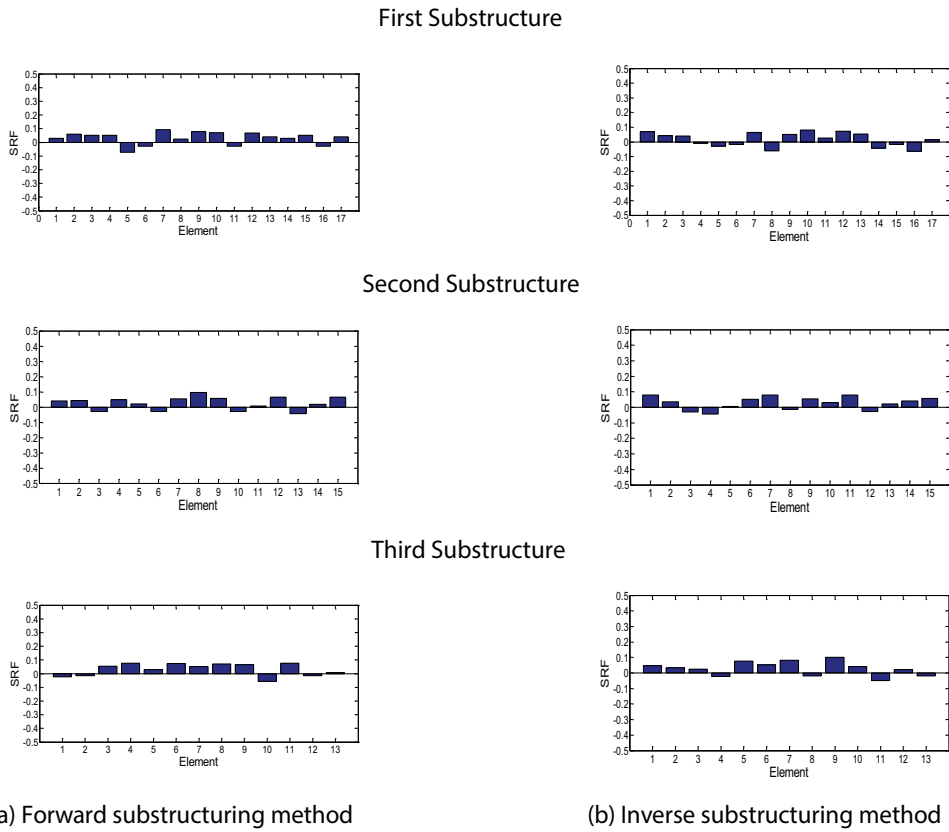 First Substructure
0.5
0.4
0.3
0.2
0.1
0
-0.1
-0.2
-0.3
-0.4
-0.5
SRF
0 1 2 3 4 5 6 7 8 9 10 11 12 13 14 15 16 17
Element
0.5
0.4
0.3
0.2
0.1
0
-0.1
-0.2
-0.3
-0.4
-0.5
SRF
0 1 2 3 4 5 6 7 8 9 10 11 12 13 14 15 16 17
Element
Second Substructure
0.5
0.4
0.3
0.2
0.1
0
-0.1
-0.2
-0.3
-0.4
-0.5
SRF
1 2 3 4 5 6 7 8 9 10 11 12 13 14 15
Element
0.5
0.4
0.3
0.2
0.1
0
-0.1
-0.2
-0.3
-0.4
-0.5
SRF
1 2 3 4 5 6 7 8 9 10 11 12 13 14 15
Element
Third Substructure
0.5
0.4
0.3
0.2
0.1
0
-0.1
-0.2
-0.3
-0.4
-0.5
SRF
1 2 3 4 5 6 7 8 9 10 11 12 13
Element
0.5
0.4
0.3
0.2
0.1
0
-0.1
-0.2
-0.3
-0.4
-0.5
SRF
1 2 3 4 5 6 7 8 9 10 11 12 13
Element
a) Forward substructuring method
(b) Inverse substructuring method